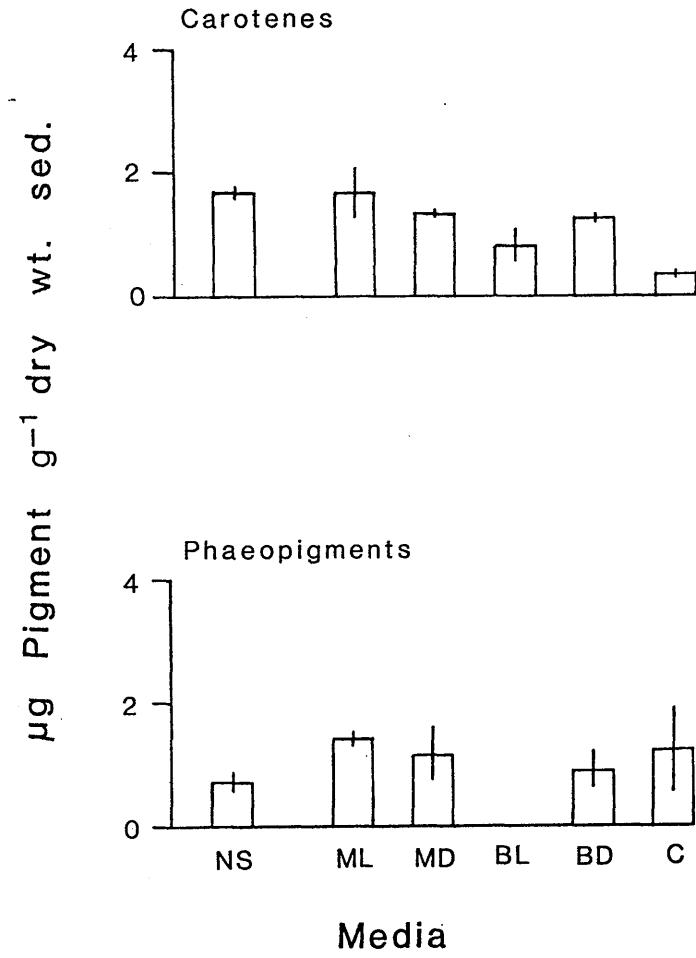 Carotenes
4
2
0
µg Pigment g⁻¹ dry wt. sed.
Phaeopigments
4
2
0
NS ML MD BL BD C
Media